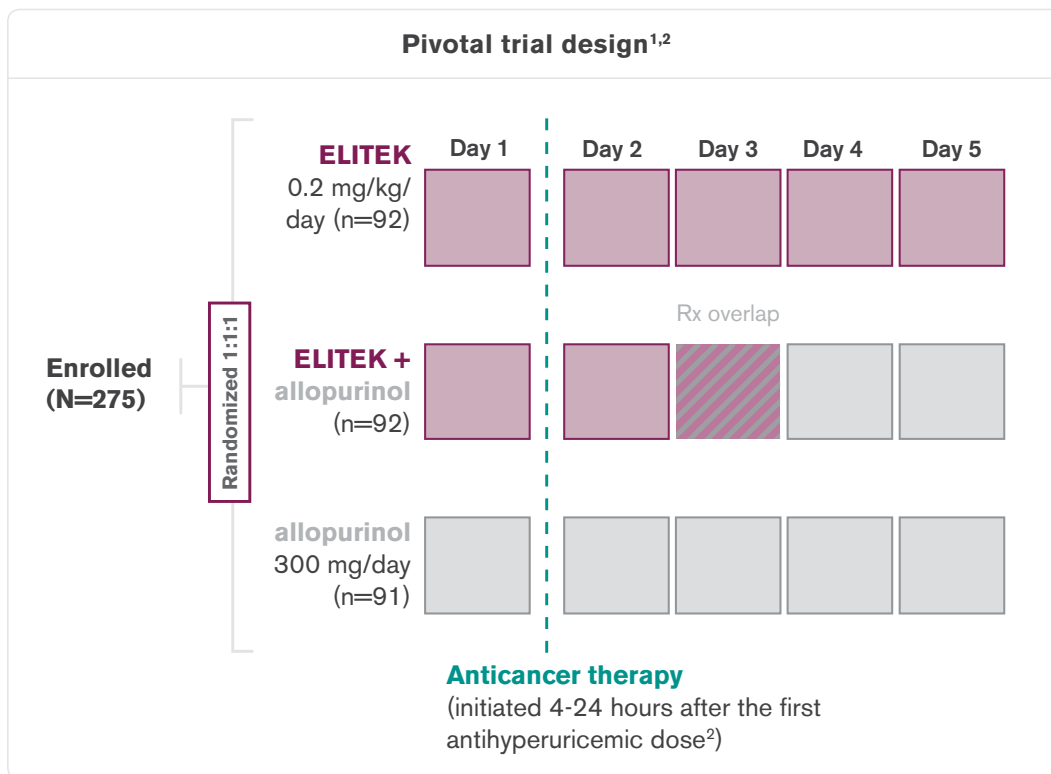 Pivotal trial design1,2
ELITEK
0.2 mg/kg/
day (n=92)
Day 1
Day 2
Day 3
Day 4
Day 5
Enrolled
(N=275)
Randomized 1:1:1
Rx overlap
ELITEK +
allopurinol
(n=92)
allopurinol
300 mg/day
(n=91)
Anticancer therapy
(initiated 4-24 hours after the first
antihyperuricemic dose2)